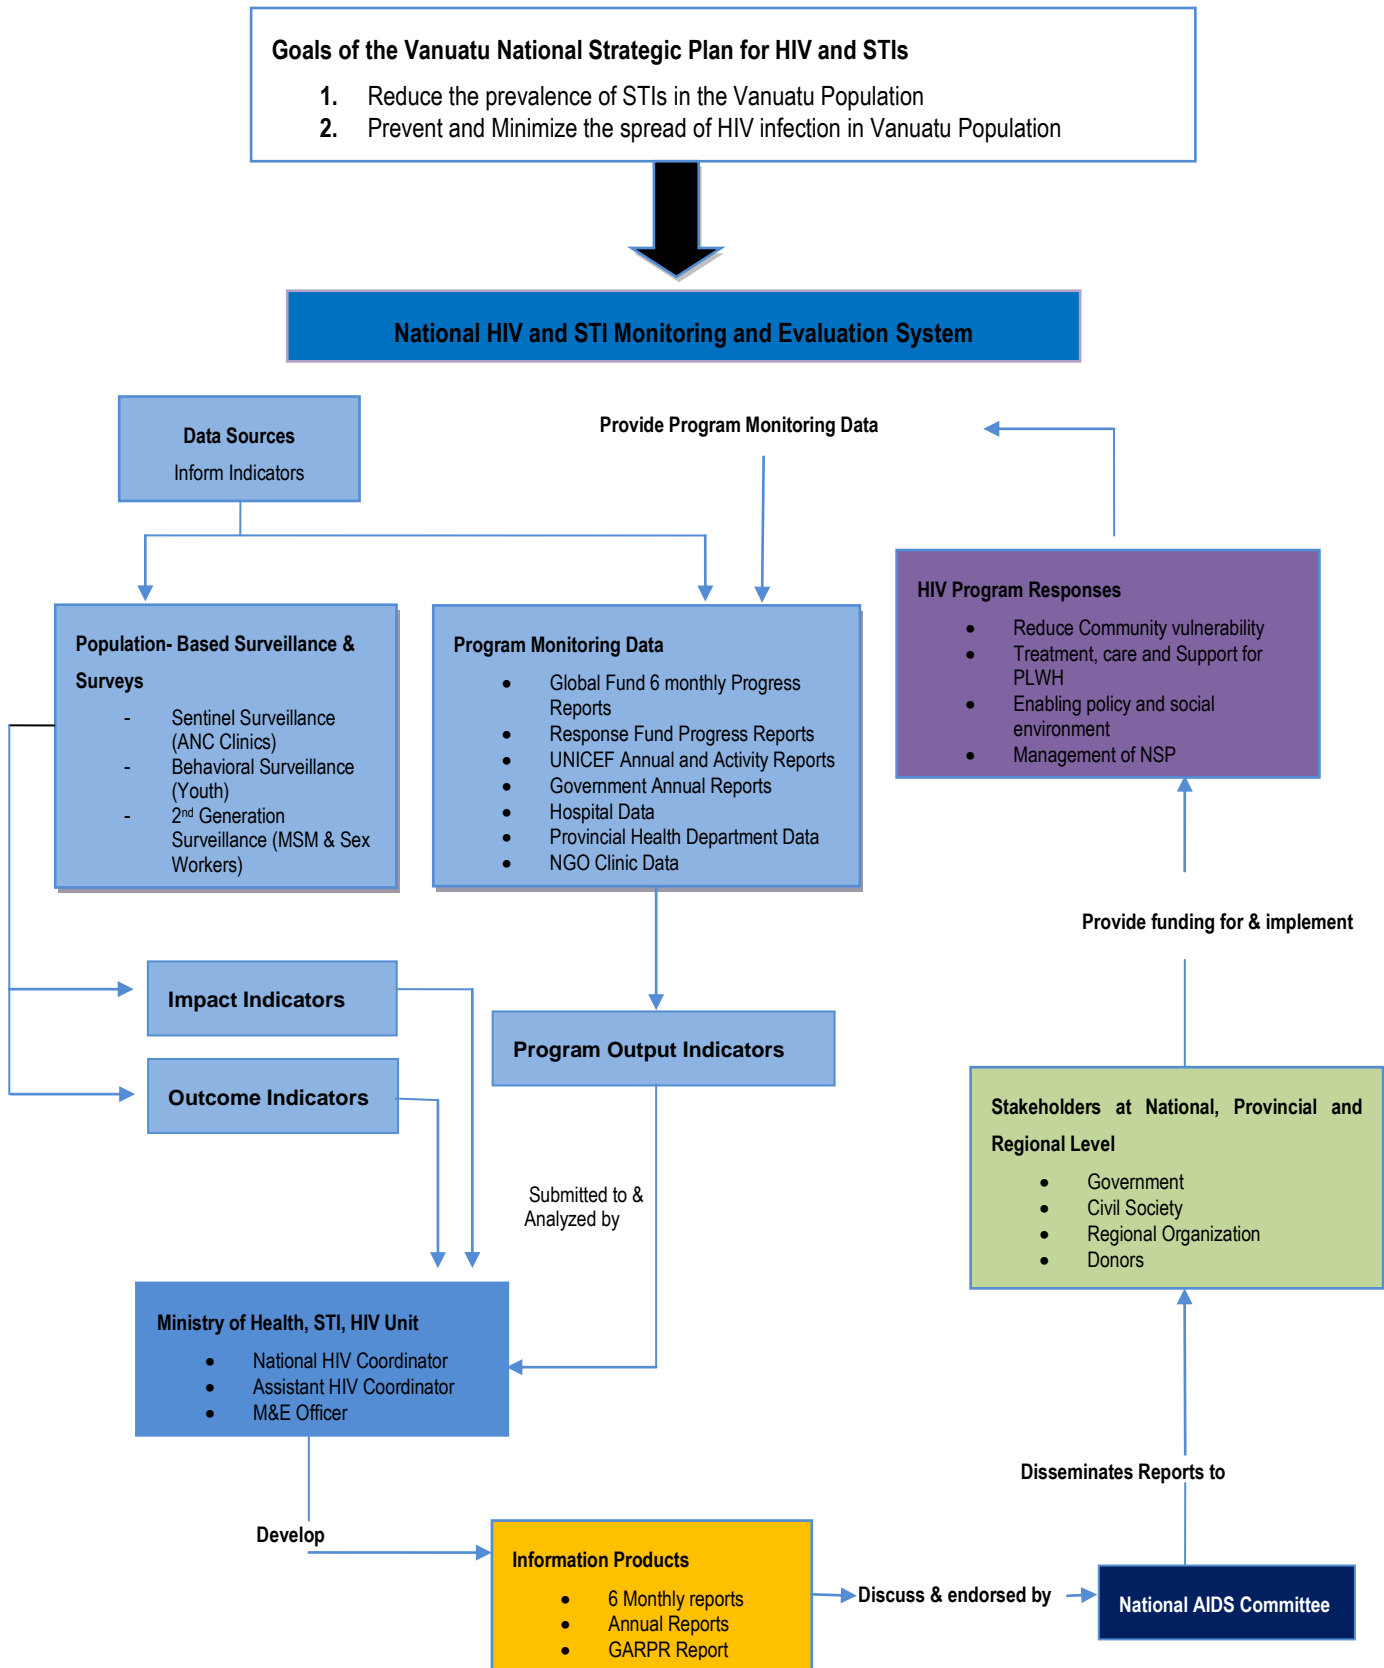 Goals of the Vanuatu National Strategic Plan for HIV and STIs
1. Reduce the prevalence of STIs in the Vanuatu Population
2. Prevent and Minimize the spread of HIV infection in Vanuatu Population
National HIV and STI Monitoring and Evaluation System
Data Sources
Inform Indicators
Provide Program Monitoring Data
Population- Based Surveillance &
Surveys
- Sentinel Surveillance
(ANC Clinics)
- Behavioral Surveillance
(Youth)
- 2nd Generation
Surveillance (MSM & Sex
Workers)
Program Monitoring Data
• Global Fund 6 monthly Progress
Reports
• Response Fund Progress Reports
• UNICEF Annual and Activity Reports
• Government Annual Reports
• Hospital Data
• Provincial Health Department Data
• NGO Clinic Data
HIV Program Responses
• Reduce Community vulnerability
• Treatment, care and Support for
PLWH
• Enabling policy and social
environment
• Management of NSP
Provide funding for & implement
Impact Indicators
Outcome Indicators
Program Output Indicators
Stakeholders at National, Provincial and
Regional Level
• Government
• Civil Society
• Regional Organization
• Donors
Submitted to &
Analyzed by
Ministry of Health, STI, HIV Unit
• National HIV Coordinator
• Assistant HIV Coordinator
• M&E Officer
Disseminates Reports to
Develop
Information Products
• 6 Monthly reports
• Annual Reports
• GARPR Report
Discuss & endorsed by
National AIDS Committee